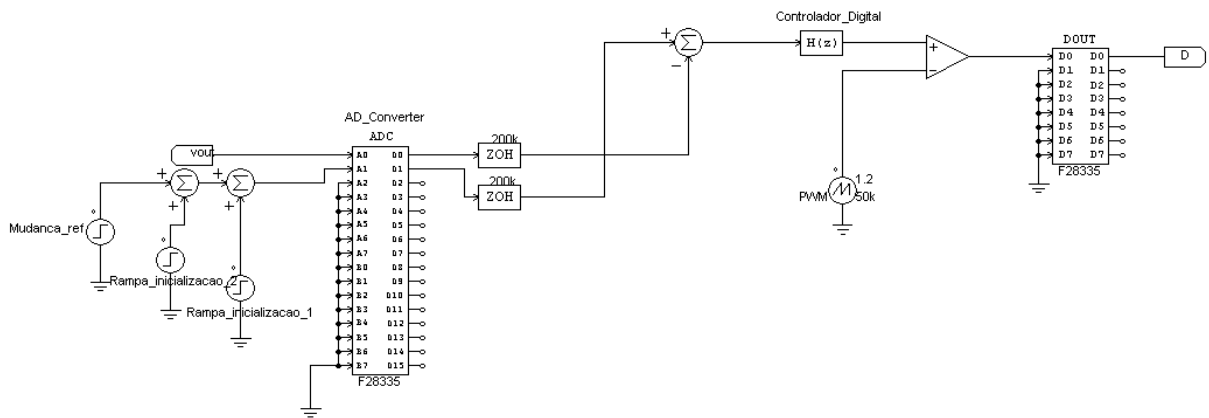 Controlador_Digital
H(z)
+
−
Σ
+
−
DOUT
D0 D0
D1 D1
D2 D2
D3 D3
D4 D4
D5 D5
D6 D6
D7 D7
F28335
D
AD_Converter
ADC
vout
A0 D0
A1 D1
A2 D2
A3 D3
A4 D4
A5 D5
A6 D6
A7 D7
B0 D8
B1 D9
B2 D10
B3 D11
B4 D12
B5 D13
B6 D14
B7 D15
F28335
200k
ZOH
200k
ZOH
PWM
1.2
50k
+
Σ
+
+
Σ
+
Mudanca_ref
Rampa_inicializacao_2
Rampa_inicializacao_1